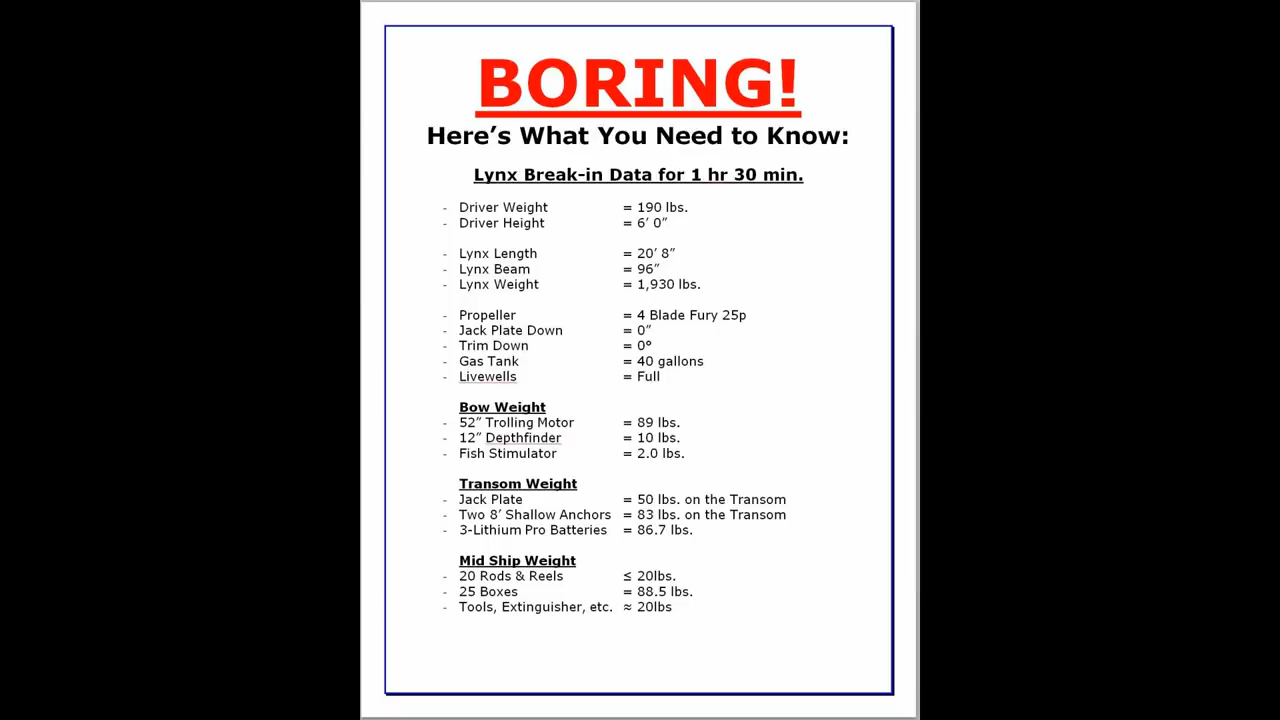 BORING!
Here’s What You Need to Know:
Lynx Break-in Data for 1 hr 30 min.
- Driver Weight = 190 lbs.
- Driver Height = 6’ 0”
- Lynx Length = 20’ 8”
- Lynx Beam = 96”
- Lynx Weight = 1,930 lbs.
- Propeller = 4 Blade Fury 25p
- Jack Plate Down = 0”
- Trim Down = 0°
- Gas Tank = 40 gallons
- Livewells = Full
Bow Weight
- 52” Trolling Motor = 89 lbs.
- 12” Depthfinder = 10 lbs.
- Fish Stimulator = 2.0 lbs.
Transom Weight
- Jack Plate = 50 lbs. on the Transom
- Two 8’ Shallow Anchors = 83 lbs. on the Transom
- 3-Lithium Pro Batteries = 86.7 lbs.
Mid Ship Weight
- 20 Rods & Reels ≤ 20lbs.
- 25 Boxes = 88.5 lbs.
- Tools, Extinguisher, etc. ≈ 20lbs